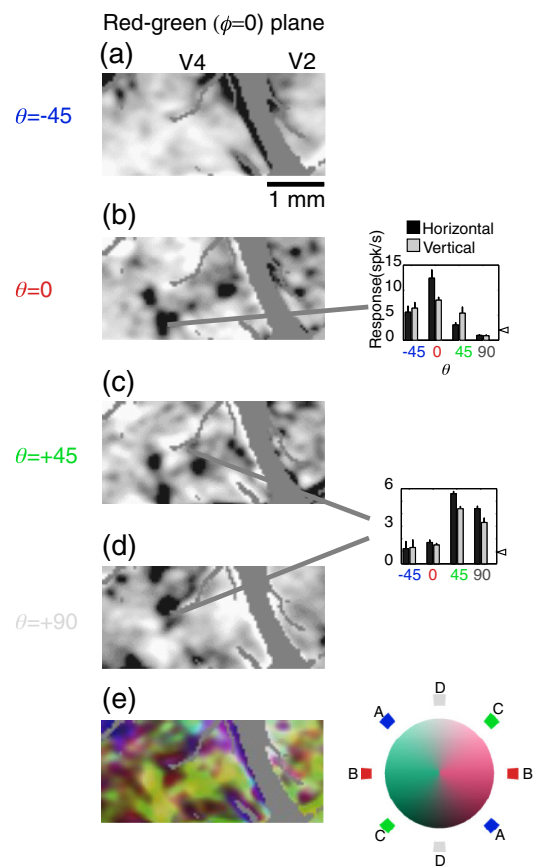 Red-green (ϕ=0) plane
(a)
V4 V2
θ=-45
1 mm
(b)
Horizontal
Vertical
θ=0
Response(spk/s)
15
10
5
0
-45 0 45 90
θ
(c)
θ=+45
6
3
0
-45 0 45 90
(d)
θ=+90
(e)
D
A C
B B
C A
D